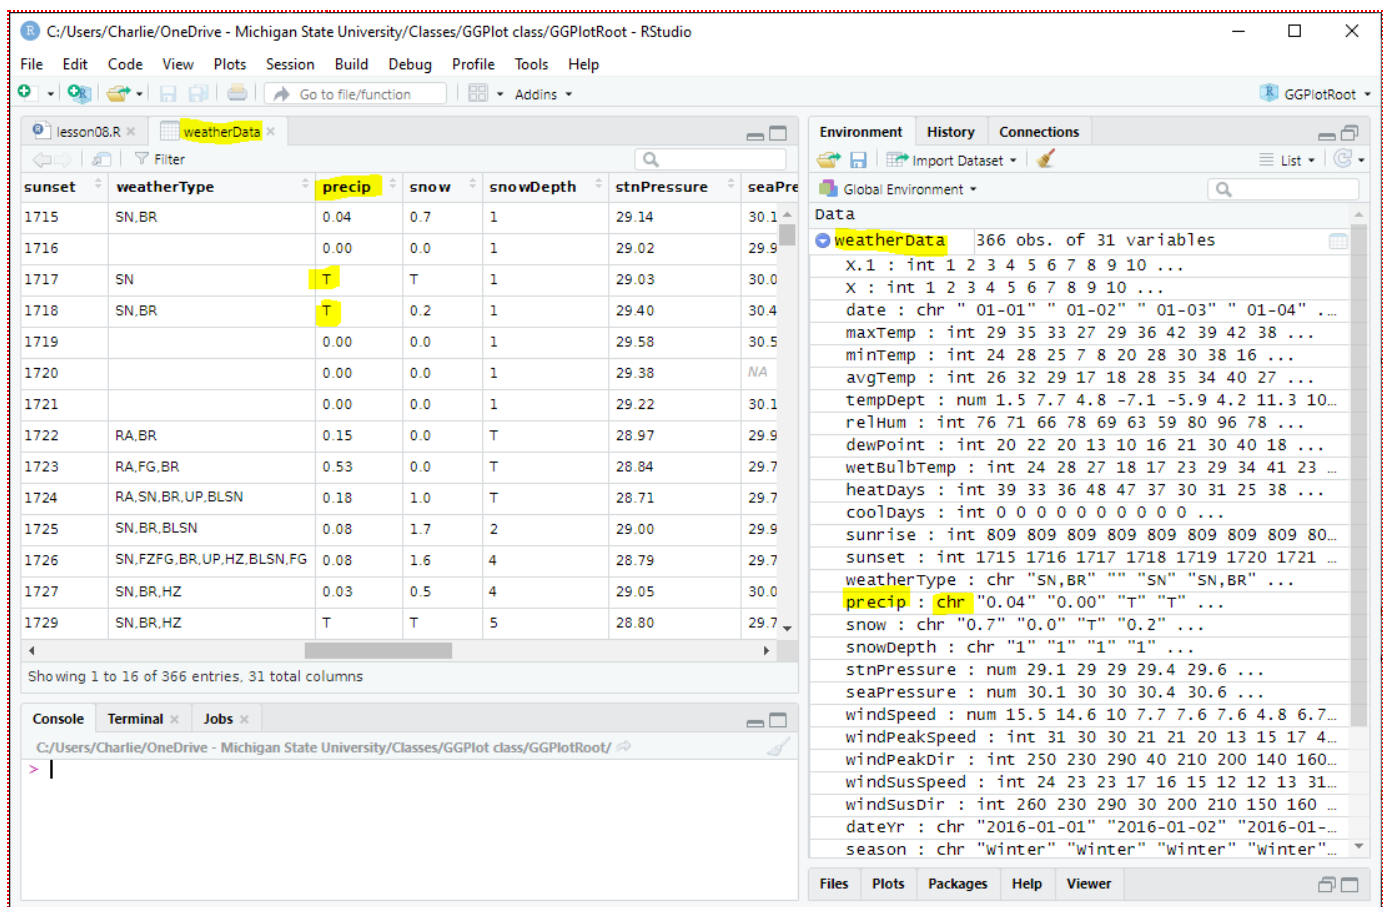 C:/Users/Charlie/OneDrive - Michigan State University/Classes/GGPlot class/GGPlotRoot - RStudio
File Edit Code View Plots Session Build Debug Profile Tools Help
Go to file/function Addins GGPlotRoot
lesson08.R weatherData
Filter
sunset weatherType precip snow snowDepth stnPressure seaPre
1715 SN,BR 0.04 0.7 1 29.14 30.1
1716 0.00 0.0 1 29.02 29.9
1717 SN T T 1 29.03 30.0
1718 SN,BR T 0.2 1 29.40 30.4
1719 0.00 0.0 1 29.58 30.5
1720 0.00 0.0 1 29.38 NA
1721 0.00 0.0 1 29.22 30.1
1722 RA,BR 0.15 0.0 T 28.97 29.9
1723 RA,FG,BR 0.53 0.0 T 28.84 29.7
1724 RA,SN,BR,UP,BLSN 0.18 1.0 T 28.71 29.7
1725 SN,BR,BLSN 0.08 1.7 2 29.00 29.9
1726 SN,FZFG,BR,UP,HZ,BLSN,FG 0.08 1.6 4 28.79 29.7
1727 SN,BR,HZ 0.03 0.5 4 29.05 30.0
1729 SN,BR,HZ T T 5 28.80 29.7
Showing 1 to 16 of 366 entries, 31 total columns
Console Terminal Jobs
C:/Users/Charlie/OneDrive - Michigan State University/Classes/GGPlot class/GGPlotRoot/
>
Environment History Connections
Import Dataset List
Global Environment
Data
weatherData 366 obs. of 31 variables
X.1 : int 1 2 3 4 5 6 7 8 9 10 ...
X : int 1 2 3 4 5 6 7 8 9 10 ...
date : chr " 01-01" " 01-02" " 01-03" " 01-04" ...
maxTemp : int 29 35 33 27 29 36 42 39 42 38 ...
minTemp : int 24 28 25 7 8 20 28 30 38 16 ...
avgTemp : int 26 32 29 17 18 28 35 34 40 27 ...
tempDept : num 1.5 7.7 4.8 -7.1 -5.9 4.2 11.3 10...
relHum : int 76 71 66 78 69 63 59 80 96 78 ...
dewPoint : int 20 22 20 13 10 16 21 30 40 18 ...
wetBulbTemp : int 24 28 27 18 17 23 29 34 41 23 ...
heatDays : int 39 33 36 48 47 37 30 31 25 38 ...
coolDays : int 0 0 0 0 0 0 0 0 0 0 ...
sunrise : int 809 809 809 809 809 809 809 809 80...
sunset : int 1715 1716 1717 1718 1719 1720 1721 ...
weatherType : chr "SN,BR" "" "SN" "SN,BR" ...
precip : chr "0.04" "0.00" "T" "T" ...
snow : chr "0.7" "0.0" "T" "0.2" ...
snowDepth : chr "1" "1" "1" "1" ...
stnPressure : num 29.1 29 29 29.4 29.6 ...
seaPressure : num 30.1 30 30 30.4 30.6 ...
windSpeed : num 15.5 14.6 10 7.7 7.6 7.6 4.8 6.7...
windPeakSpeed : int 31 30 30 21 21 20 13 15 17 4...
windPeakDir : int 250 230 290 40 210 200 140 160...
windSusSpeed : int 24 23 23 17 16 15 12 12 13 31...
windSusDir : int 260 230 290 30 200 210 150 160 ...
dateYr : chr "2016-01-01" "2016-01-02" "2016-01-...
season : chr "Winter" "Winter" "Winter" "Winter"...
Files Plots Packages Help Viewer